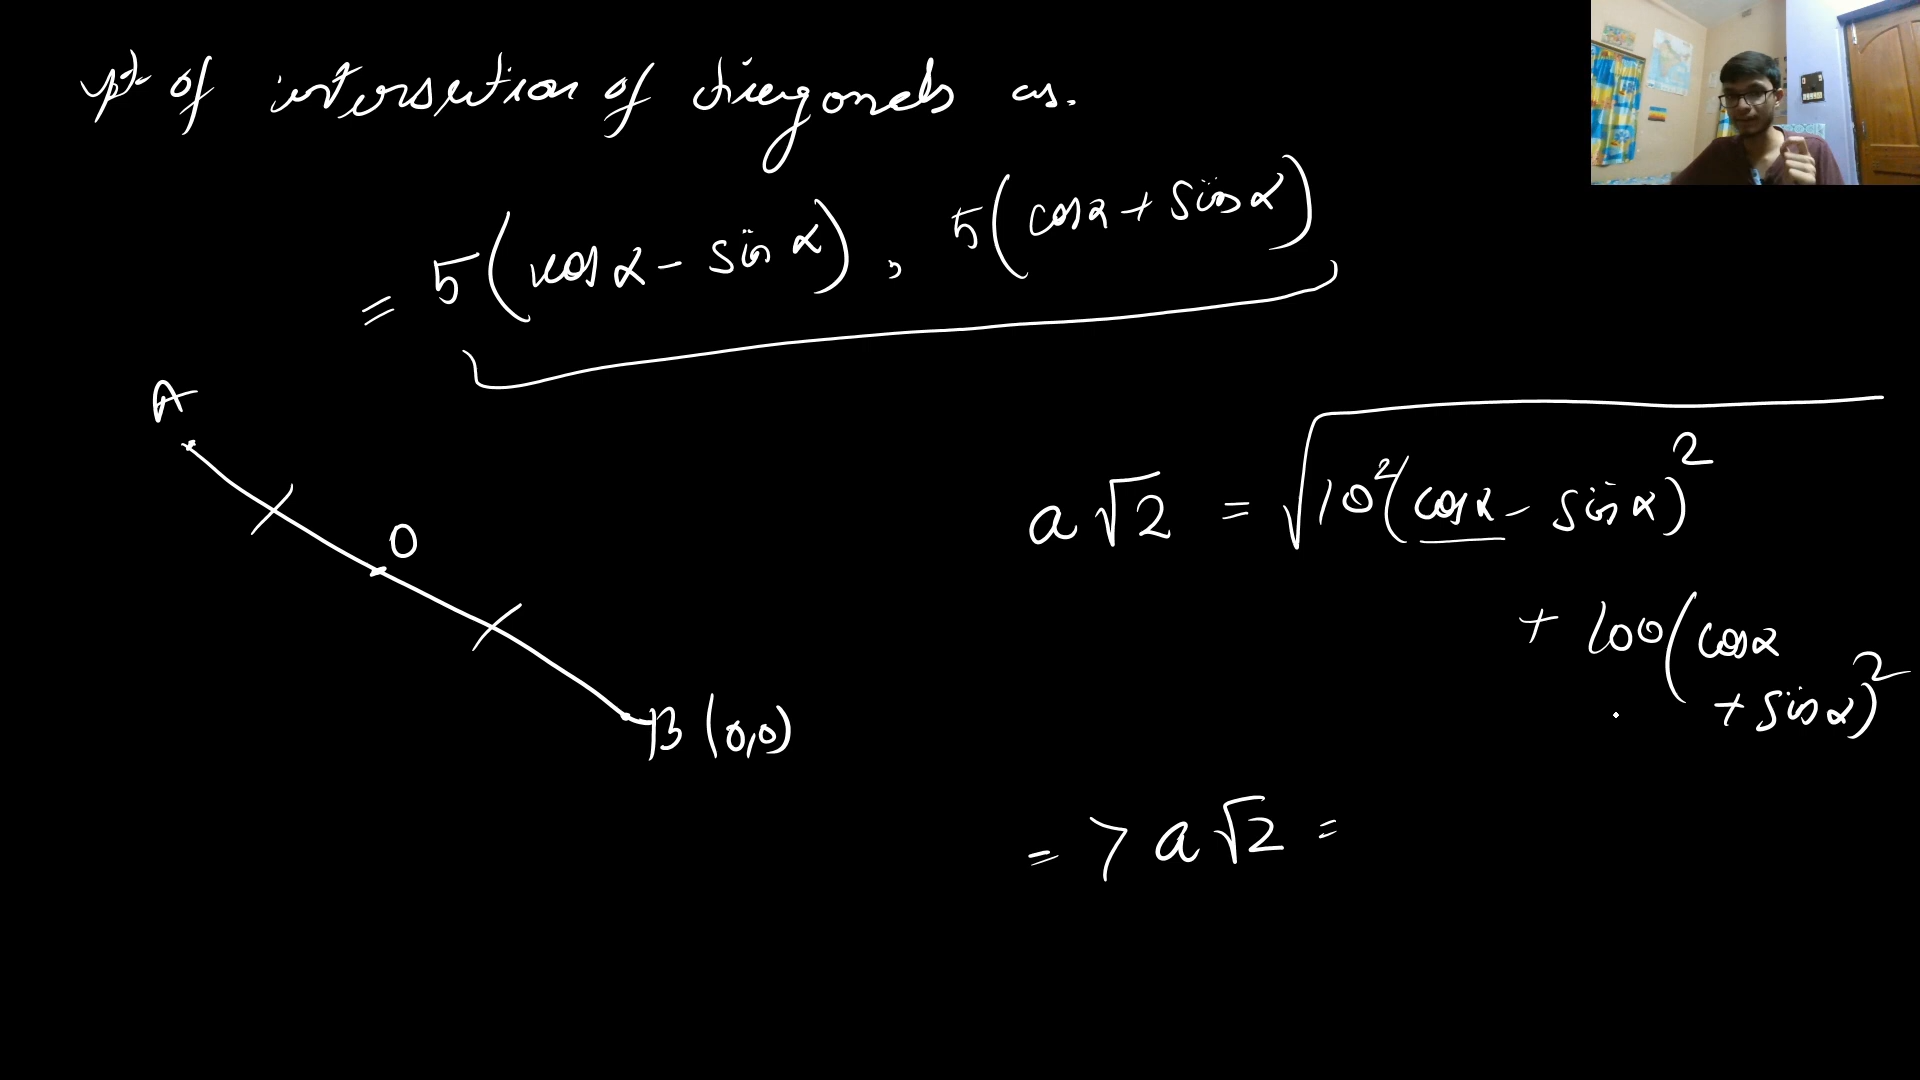 pt of intersection of diagonals as.
= 5(cos α - sin α), 5(cos α + sin α)
A
O
B (0,0)
a√2 = √10²(cos α - sin α)²
+ 100(cos α
+ sin α)²
=> a√2 =